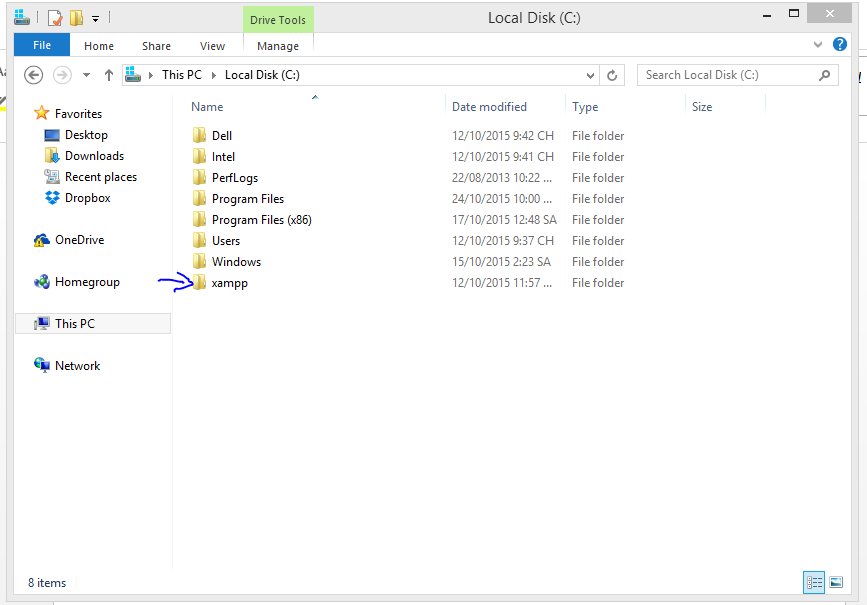 Drive Tools
Local Disk (C:)
File Home Share View Manage
This PC Local Disk (C:) Search Local Disk (C:)
Name Date modified Type Size
Favorites
Desktop
Downloads
Recent places
Dropbox
OneDrive
Homegroup
This PC
Network
Dell 12/10/2015 9:42 CH File folder
Intel 12/10/2015 9:41 CH File folder
PerfLogs 22/08/2013 10:22 ... File folder
Program Files 24/10/2015 10:00 ... File folder
Program Files (x86) 17/10/2015 12:48 SA File folder
Users 12/10/2015 9:37 CH File folder
Windows 15/10/2015 2:23 SA File folder
xampp 12/10/2015 11:57 ... File folder
8 items